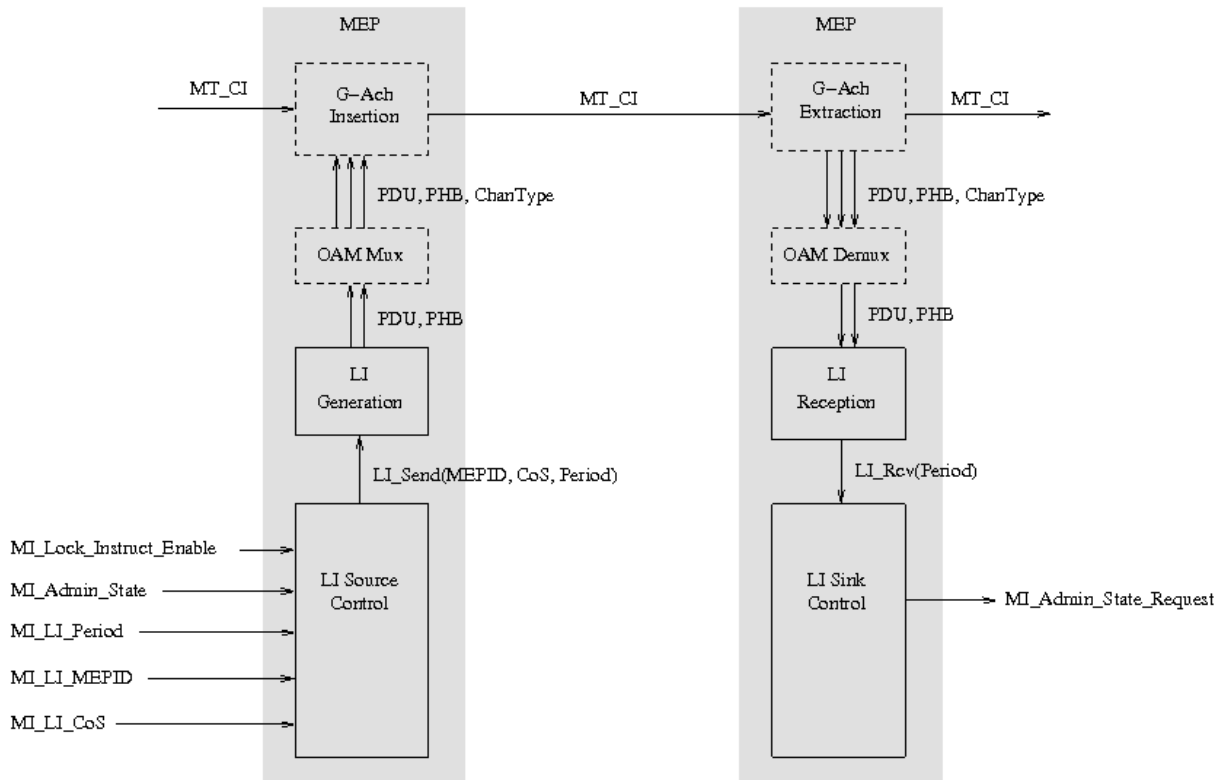 MEP
MEP
MT_CI
G-Ach
Insertion
MT_CI
G-Ach
Extraction
MT_CI
PDU, PHB, ChanType
PDU, PHB, ChanType
OAM Mux
OAM Demux
PDU, PHB
PDU, PHB
LI
Generation
LI
Reception
LI_Send(MEPID, CoS, Period)
LI_Rcv(Period)
MI_Lock_Instruct_Enable
MI_Admin_State
MI_LI_Period
MI_LI_MEPID
MI_LI_CoS
LI Source
Control
LI Sink
Control
MI_Admin_State_Request